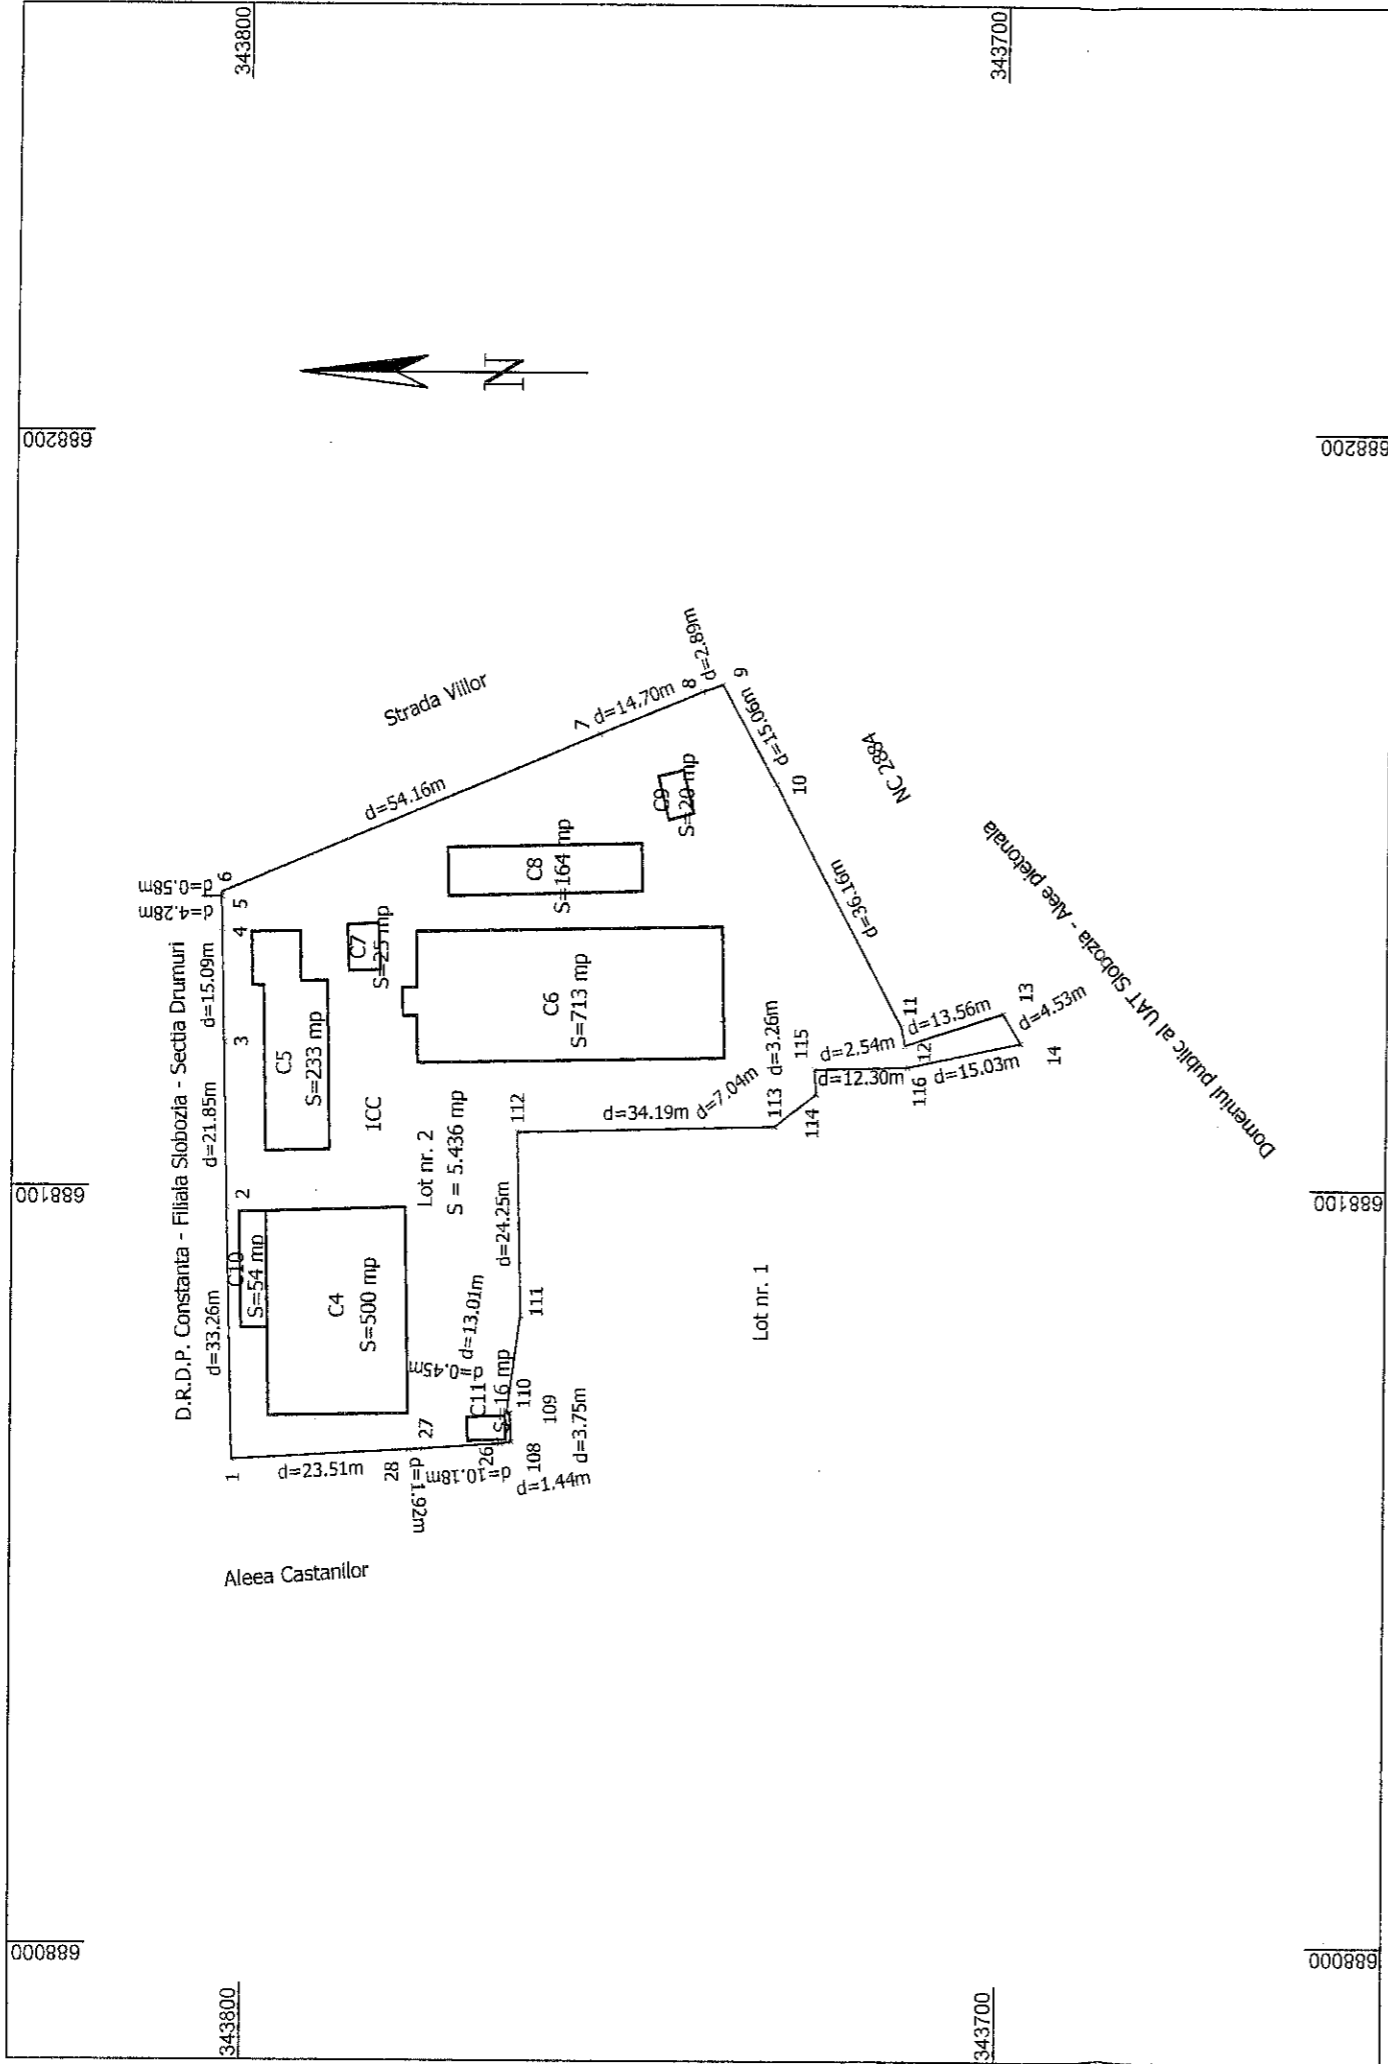 343800
343700
688200
688200
N
Strada Viilor
D.R.D.P. Constanta - Filiala Slobozia - Sectia Drumuri
d=33.26m
d=21.85m
d=15.09m
d=4.28m
d=0.58m
1
2
3
4
5
6
d=54.16m
7
d=14.70m
8
d=2.89m
9
d=15.06m
10
d=36.16m
11
d=2.54m
12
d=13.56m
13
d=4.53m
14
d=15.03m
116
d=12.30m
115
d=3.26m
114
d=7.04m
113
d=34.19m
112
d=24.25m
111
d=13.01m
110
d=0.45m
109
d=3.75m
108
d=1.44m
26
d=10.18m
27
d=1.92m
28
d=23.51m
C10
S=54 mp
C4
S=500 mp
C5
S=233 mp
C7
S=25 mp
C6
S=713 mp
C8
S=164 mp
C9
S=20 mp
C11
S=16 mp
1CC
Lot nr. 2
S = 5.436 mp
Lot nr. 1
NC 2884
Domeniul public al UAT Slobozia - Alee pietonala
Aleea Castanilor
688100
688100
688000
688000
343800
343700